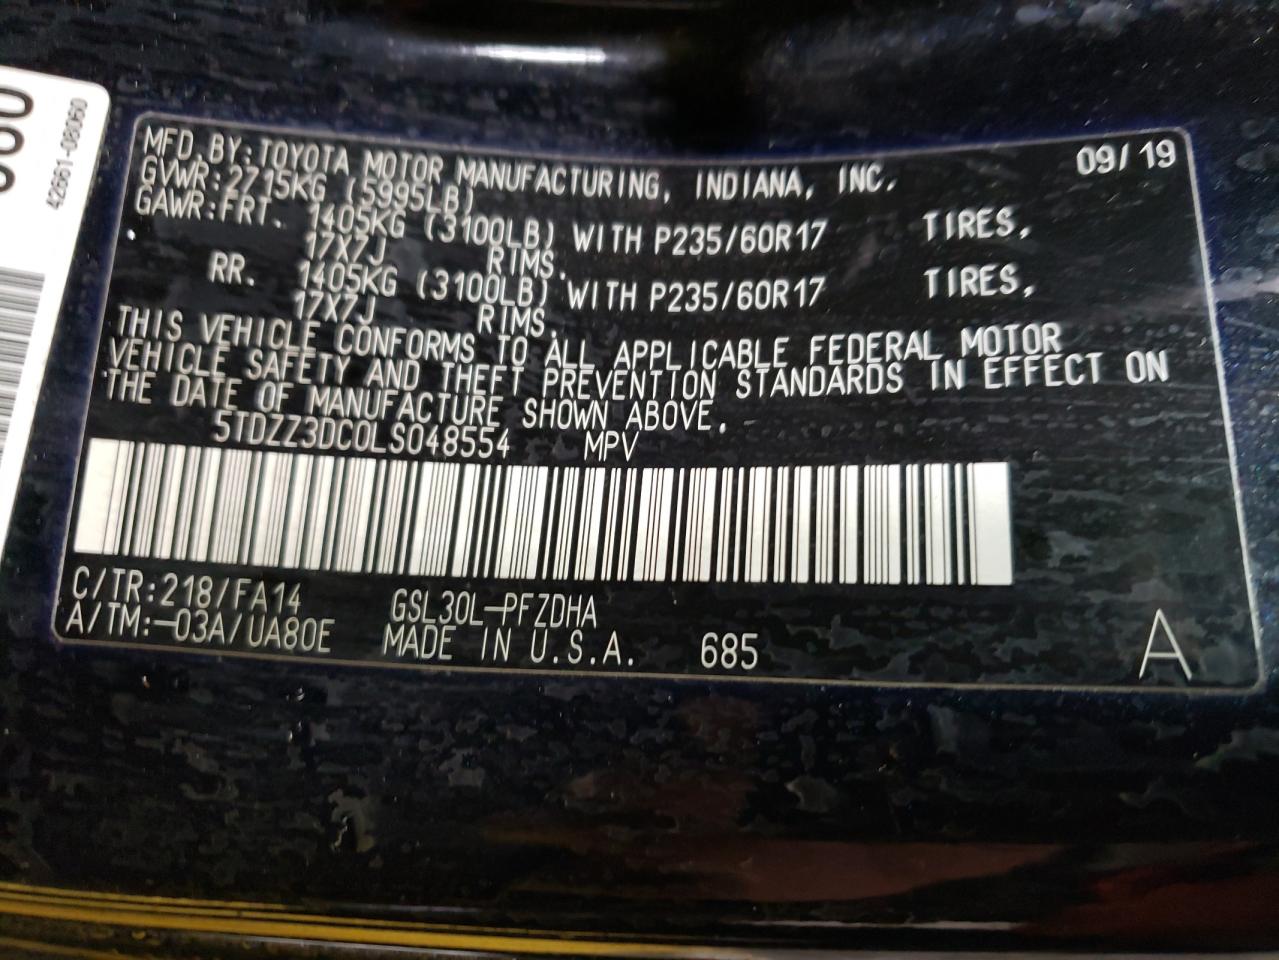 42661-08060
MFD.BY:TOYOTA MOTOR MANUFACTURING, INDIANA, INC. 09/19
GVWR:2715KG (5995LB)
GAWR:FRT. 1405KG (3100LB) WITH P235/60R17 TIRES,
17X7J RIMS.
RR. 1405KG (3100LB) WITH P235/60R17 TIRES,
17X7J RIMS.
THIS VEHICLE CONFORMS TO ALL APPLICABLE FEDERAL MOTOR
VEHICLE SAFETY AND THEFT PREVENTION STANDARDS IN EFFECT ON
THE DATE OF MANUFACTURE SHOWN ABOVE.
5TDZZ3DC0LS048554 MPV
C/TR:218/FA14 GSL30L-PFZDHA
A/TM:-03A/UA80E MADE IN U.S.A. 685 A